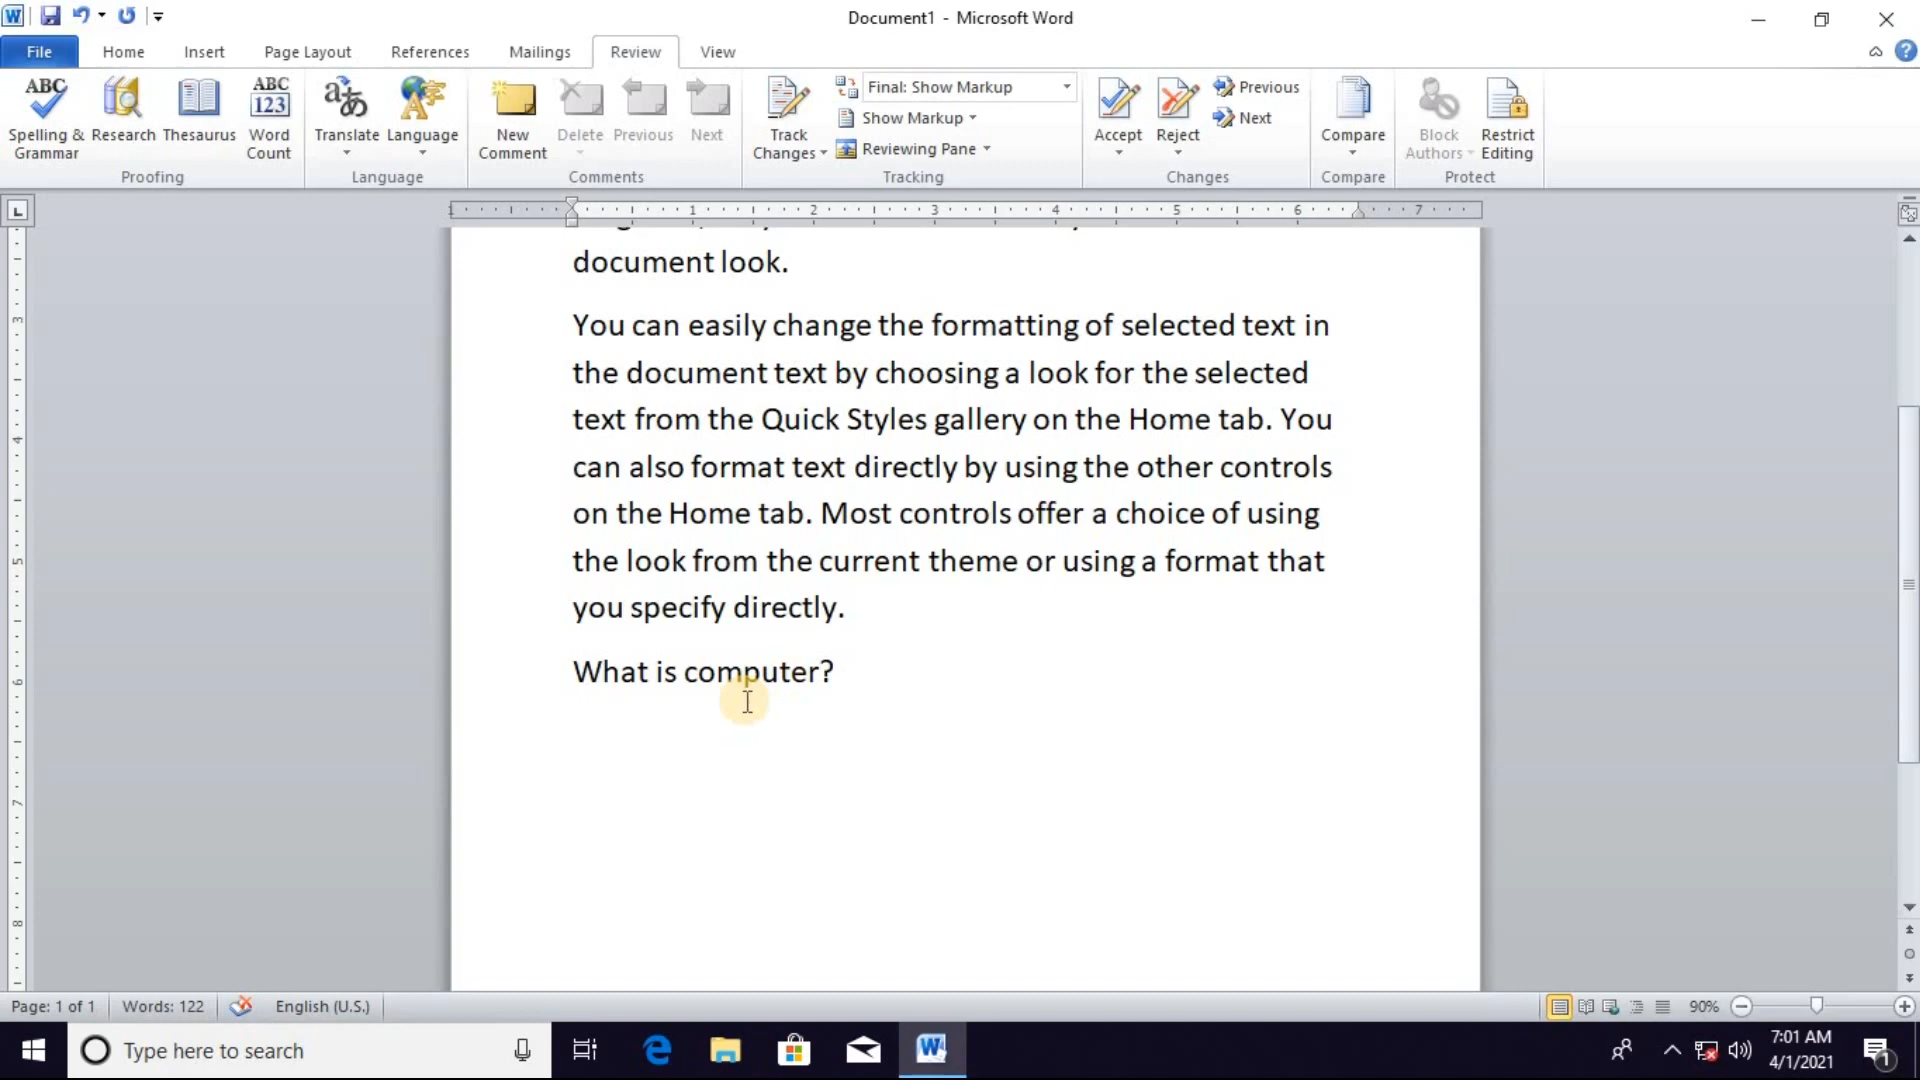 Document1 - Microsoft Word
File Home Insert Page Layout References Mailings Review View
Final: Show Markup
Previous
Show Markup
Next
Reviewing Pane
Spelling & Grammar
Research
Thesaurus
Word Count
Translate
Language
New Comment
Delete
Previous
Next
Track Changes
Accept
Reject
Compare
Block Authors
Restrict Editing
Proofing Language Comments Tracking Changes Compare Protect
document look.
You can easily change the formatting of selected text in
the document text by choosing a look for the selected
text from the Quick Styles gallery on the Home tab. You
can also format text directly by using the other controls
on the Home tab. Most controls offer a choice of using
the look from the current theme or using a format that
you specify directly.
What is computer?
Page: 1 of 1 Words: 122 English (U.S.) 90%
Type here to search
7:01 AM
4/1/2021